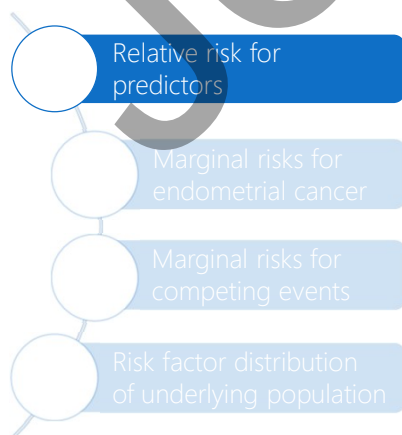 Relative risk for
predictors
Marginal risks for
endometrial cancer
Marginal risks for
competing events
Risk factor distribution
of underlying population